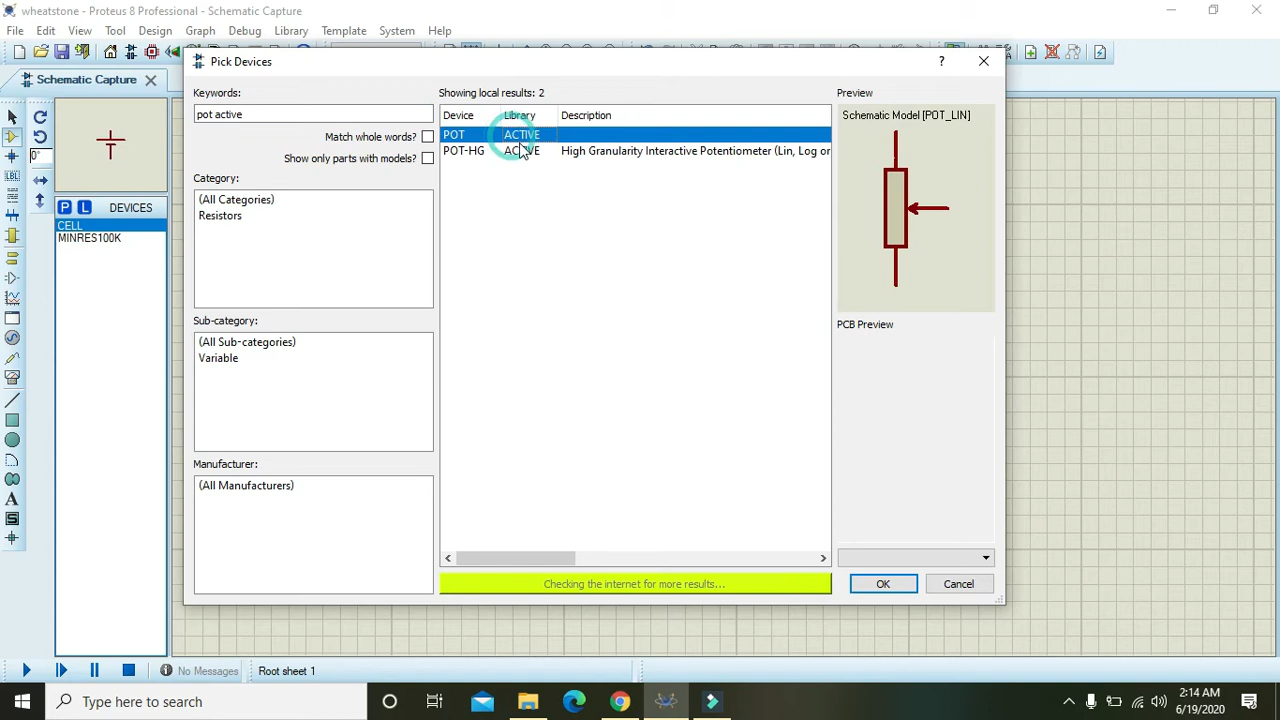 wheatstone - Proteus 8 Professional - Schematic Capture
File Edit View Tool Design Graph Debug Library Template System Help
Schematic Capture
Pick Devices
?
Keywords:
pot active
Match whole words?
Show only parts with models?
Category:
(All Categories)
Resistors
Sub-category:
(All Sub-categories)
Variable
Manufacturer:
(All Manufacturers)
Showing local results: 2
Device Library Description
POT ACTIVE
POT-HG ACTIVE High Granularity Interactive Potentiometer (Lin, Log or
Checking the internet for more results...
Preview
Schematic Model [POT_LIN]
PCB Preview
OK Cancel
0°
P L DEVICES
CELL
MINRES100K
LBL
A
S
No Messages Root sheet 1
Type here to search
2:14 AM
6/19/2020